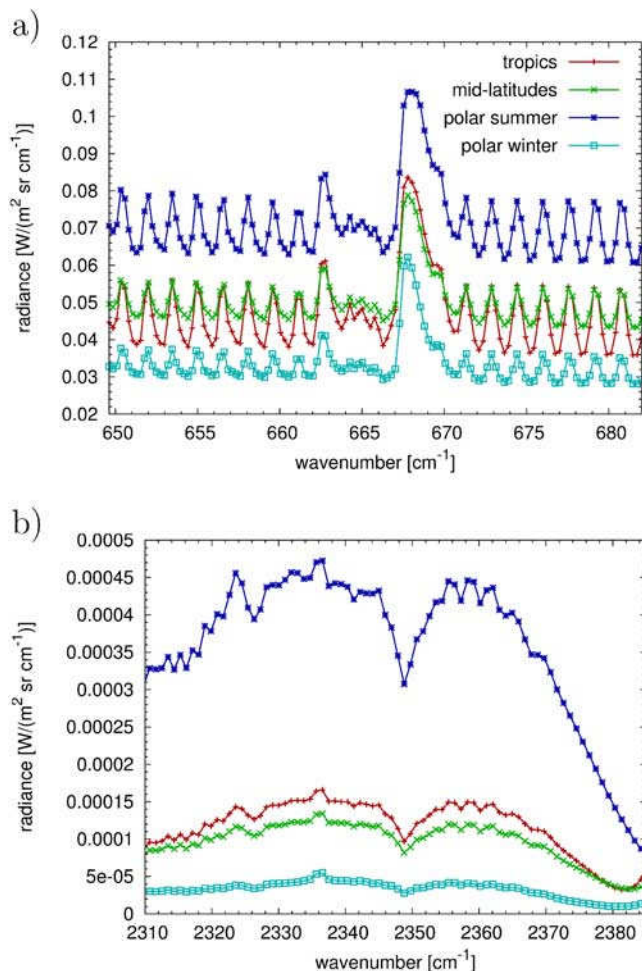 a)
0.12
0.11
0.1
0.09
0.08
0.07
0.06
0.05
0.04
0.03
0.02
radiance [W/(m² sr cm⁻¹)]
tropics
mid-latitudes
polar summer
polar winter
650 655 660 665 670 675 680
wavenumber [cm⁻¹]
b)
0.0005
0.00045
0.0004
0.00035
0.0003
0.00025
0.0002
0.00015
0.0001
5e-05
0
radiance [W/(m² sr cm⁻¹)]
2310 2320 2330 2340 2350 2360 2370 2380
wavenumber [cm⁻¹]